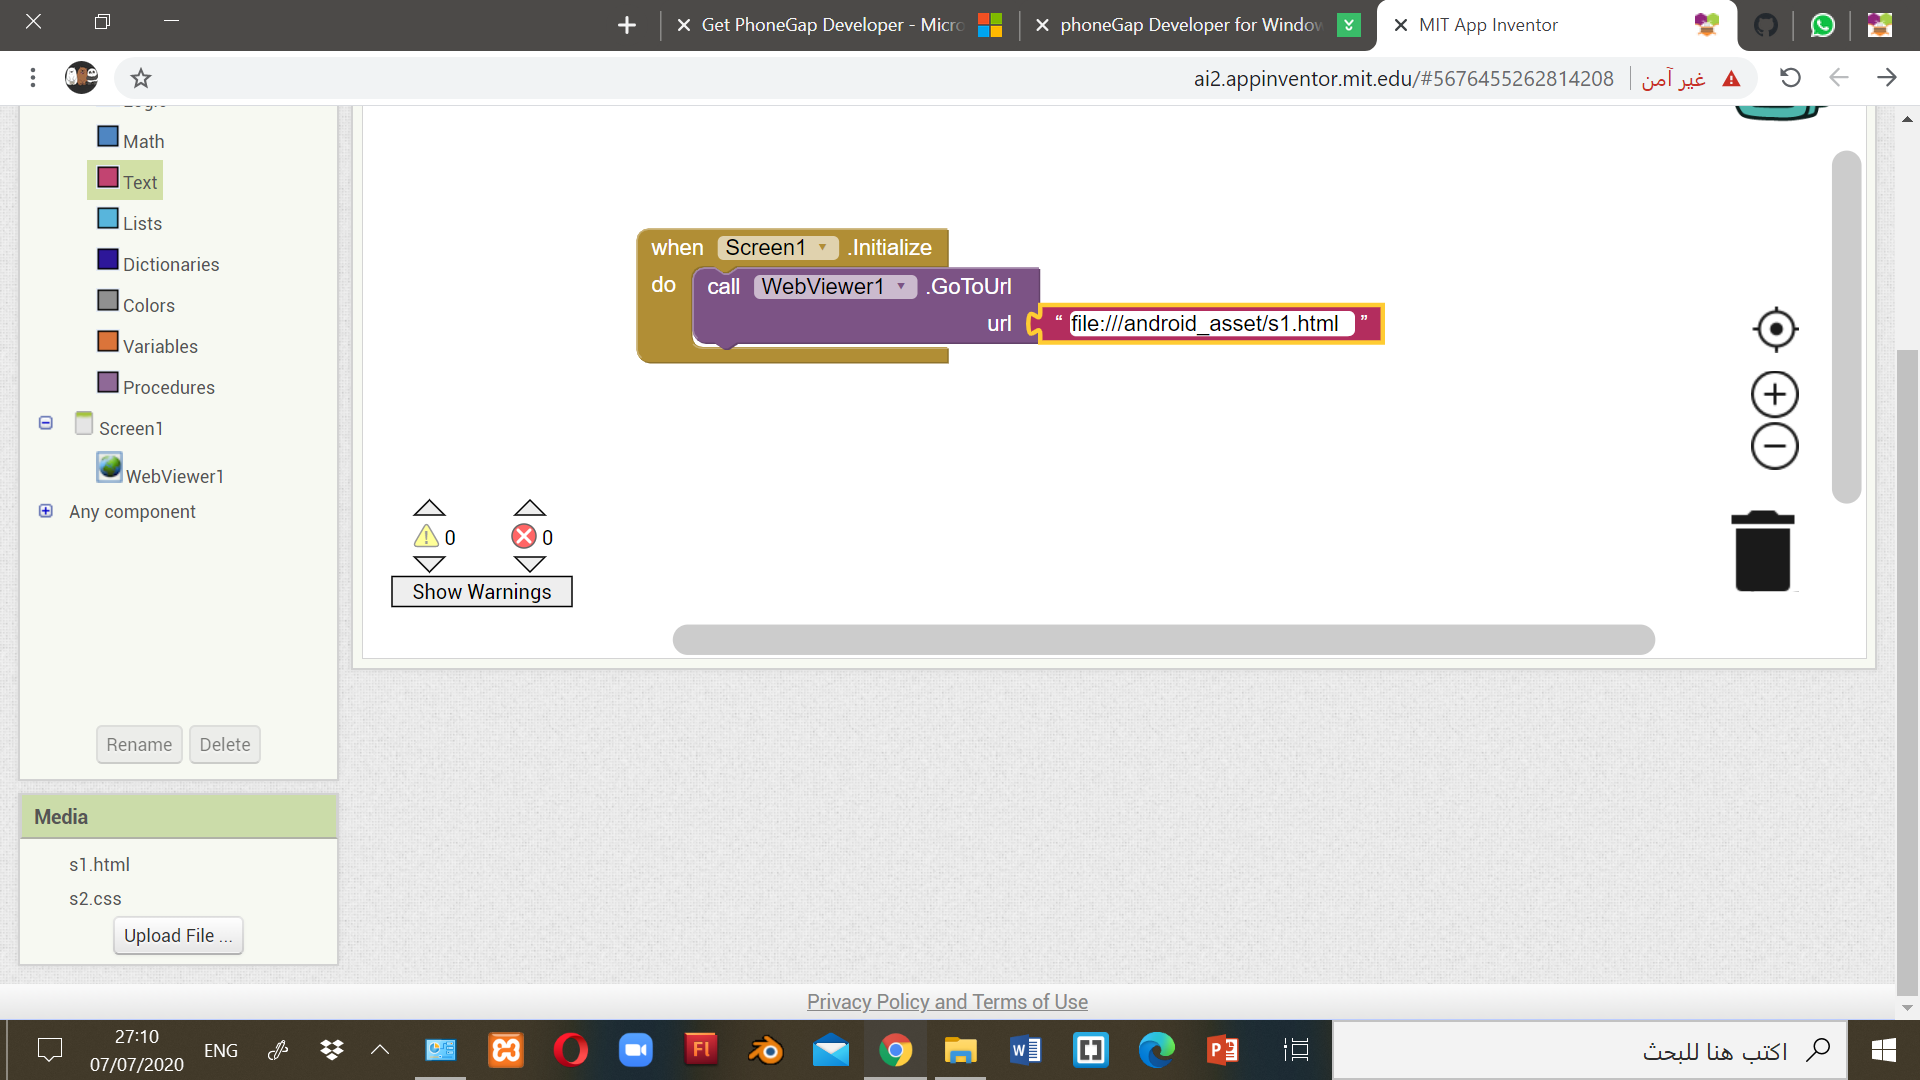 Get PhoneGap Developer - Micro
phoneGap Developer for Window
MIT App Inventor
ai2.appinventor.mit.edu/#5676455262814208
غير آمن
Math
Text
Lists
Dictionaries
Colors
Variables
Procedures
Screen1
WebViewer1
Any component
Rename
Delete
Media
s1.html
s2.css
Upload File ...
when Screen1 .Initialize
do call WebViewer1 .GoToUrl
url “ file:///android_asset/s1.html ”
0 0
Show Warnings
Privacy Policy and Terms of Use
27:10
07/07/2020
ENG
اكتب هنا للبحث